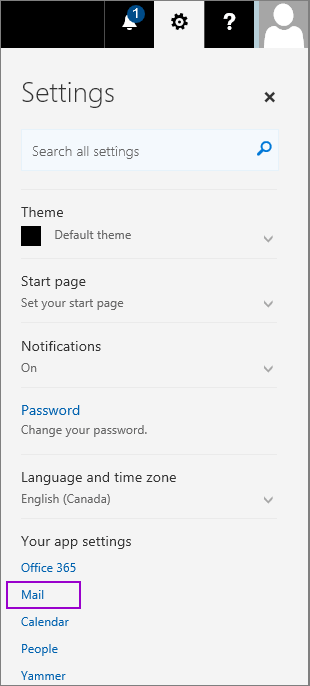 1
?
Settings
Search all settings
Theme
Default theme
Start page
Set your start page
Notifications
On
Password
Change your password.
Language and time zone
English (Canada)
Your app settings
Office 365
Mail
Calendar
People
Yammer